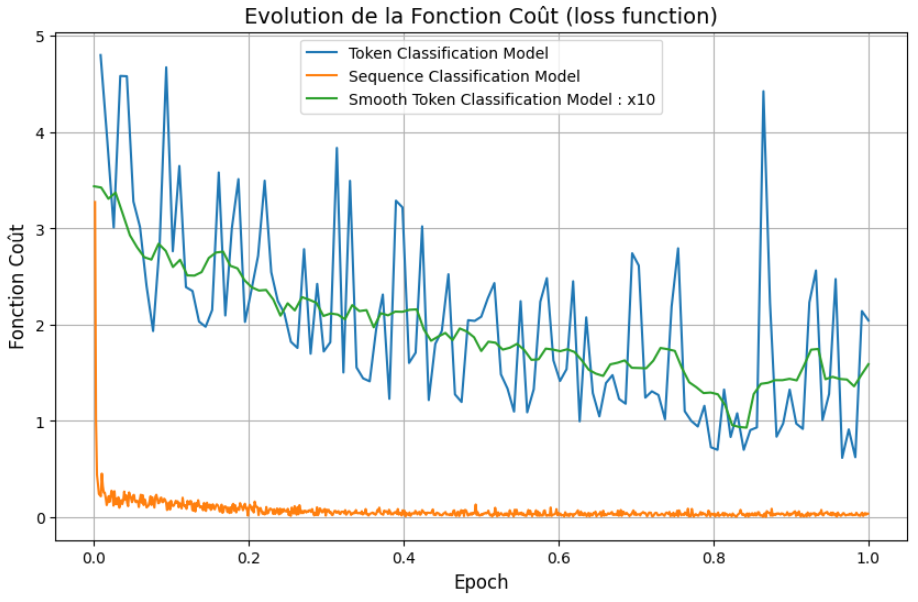 Evolution de la Fonction Coût (loss function)
Token Classification Model
Sequence Classification Model
Smooth Token Classification Model : x10
Fonction Coût
5
4
3
2
1
0
0.0 0.2 0.4 0.6 0.8 1.0
Epoch